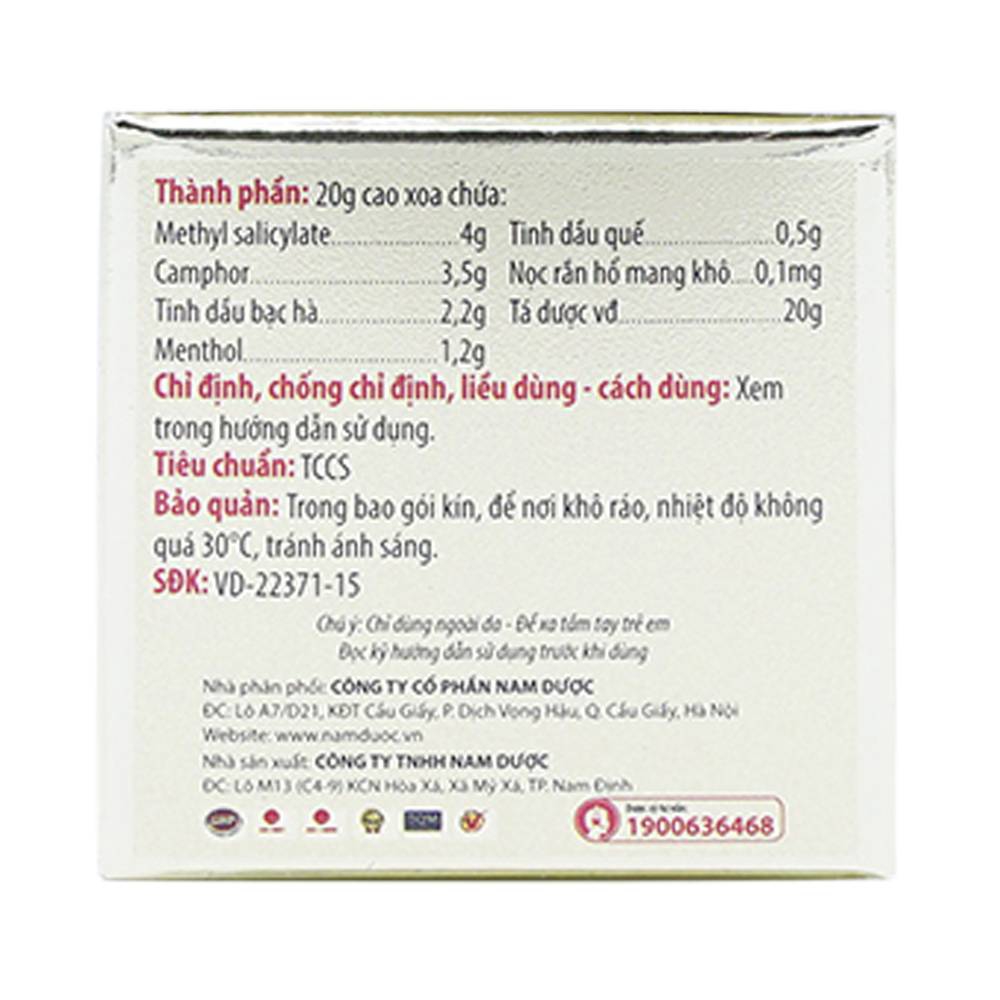 Thành phần: 20g cao xoa chứa:
Methyl salicylate....................4g
Camphor..............................3,5g
Tinh dầu bạc hà....................2,2g
Menthol..............................1,2g
Tinh dầu quế....................0,5g
Nọc rắn hổ mang khô....0,1mg
Tá dược vđ.........................20g
Chỉ định, chống chỉ định, liều dùng - cách dùng: Xem
trong hướng dẫn sử dụng.
Tiêu chuẩn: TCCS
Bảo quản: Trong bao gói kín, để nơi khô ráo, nhiệt độ không
quá 30°C, tránh ánh sáng.
SĐK: VD-22371-15
Chú ý: Chỉ dùng ngoài da - Để xa tầm tay trẻ em
Đọc kỹ hướng dẫn sử dụng trước khi dùng
Nhà phân phối: CÔNG TY CỔ PHẦN NAM DƯỢC
ĐC: Lô A7/D21, KĐT Cầu Giấy, P. Dịch Vọng Hậu, Q. Cầu Giấy, Hà Nội
Website: www.namduoc.vn
Nhà sản xuất: CÔNG TY TNHH NAM DƯỢC
ĐC: Lô M13 (C4-9) KCN Hòa Xá, Xã Mỹ Xá, TP. Nam Định
1900636468